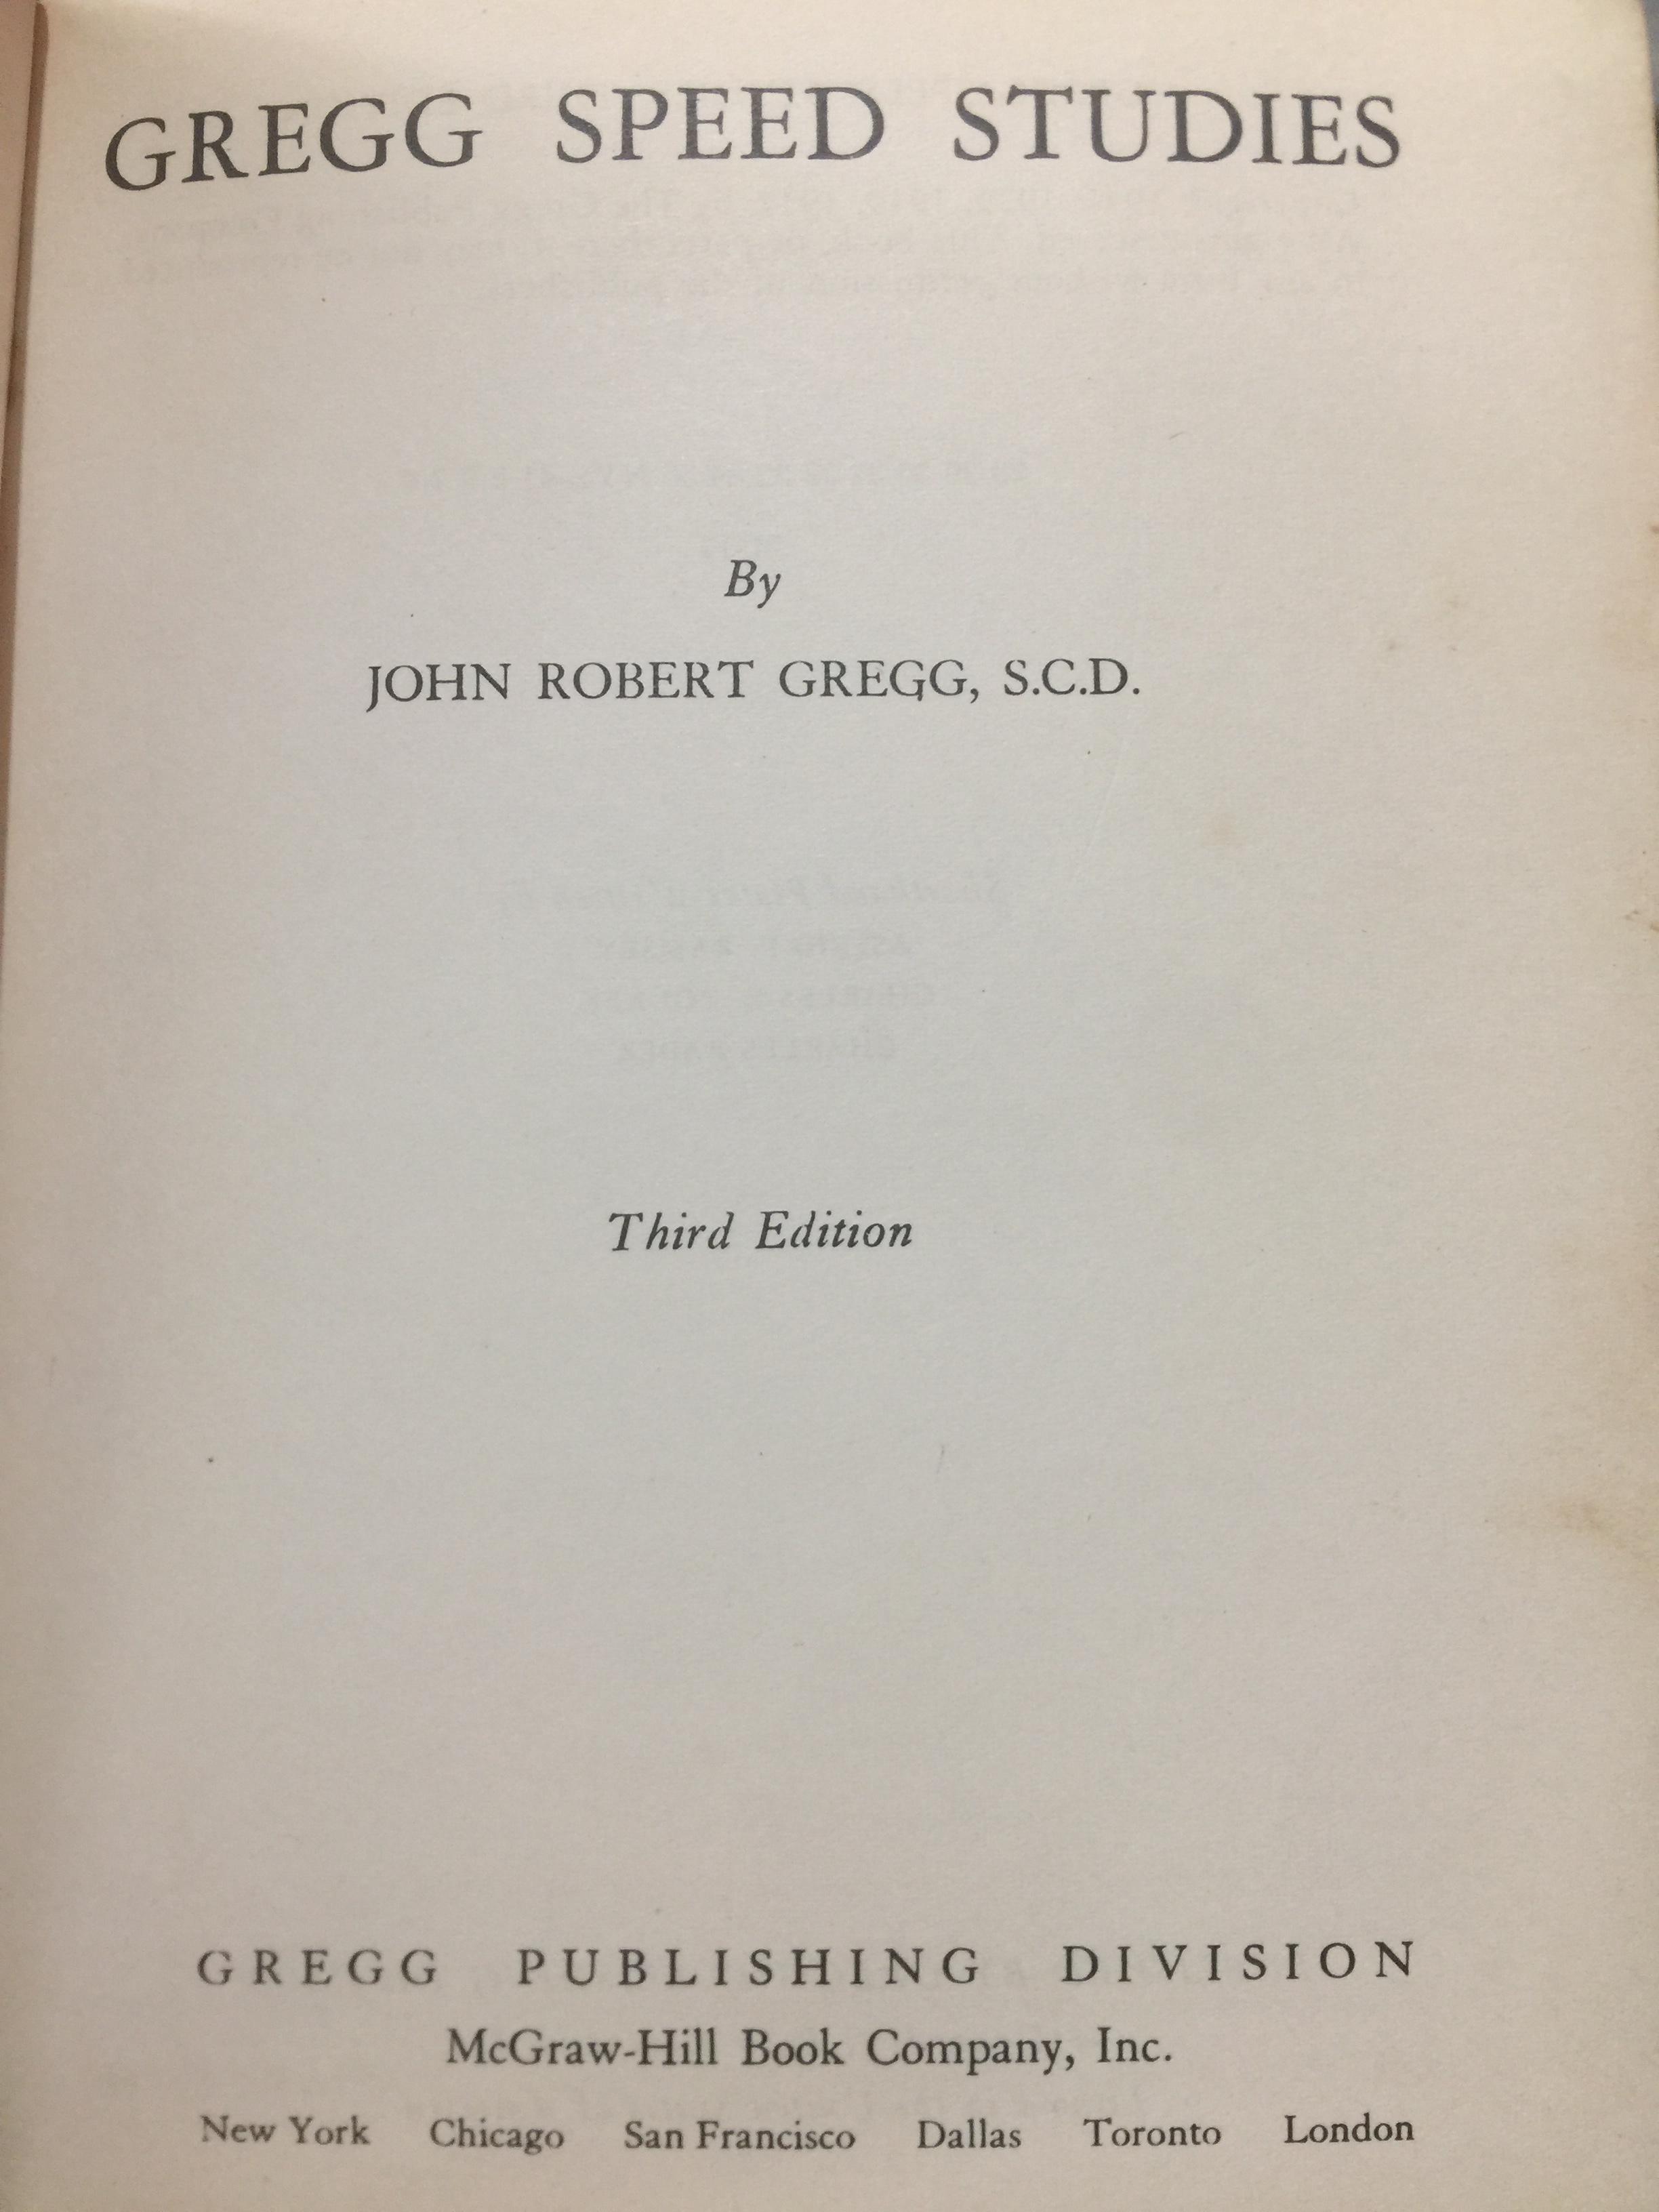 GREGG SPEED STUDIES
By
JOHN ROBERT GREGG, S.C.D.
Third Edition
GREGG PUBLISHING DIVISION
McGraw-Hill Book Company, Inc.
New York Chicago San Francisco Dallas Toronto London